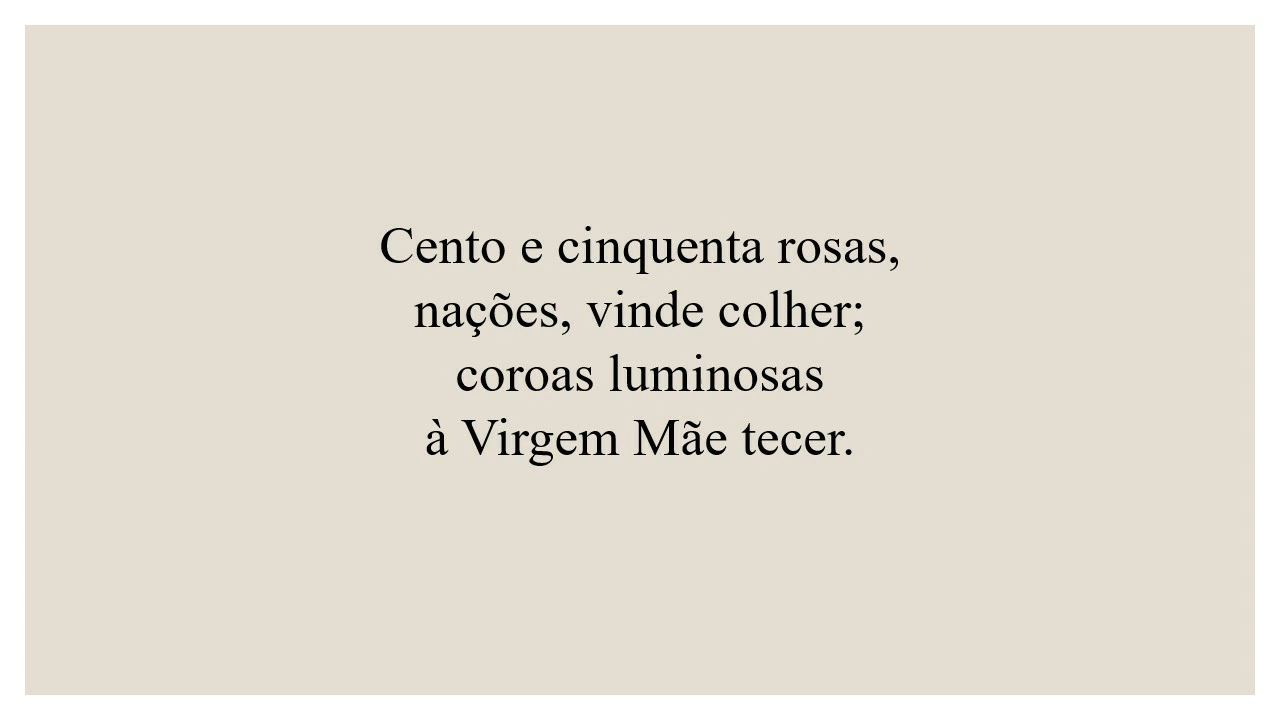 Cento e cinquenta rosas,
nações, vinde colher;
coroas luminosas
à Virgem Mãe tecer.